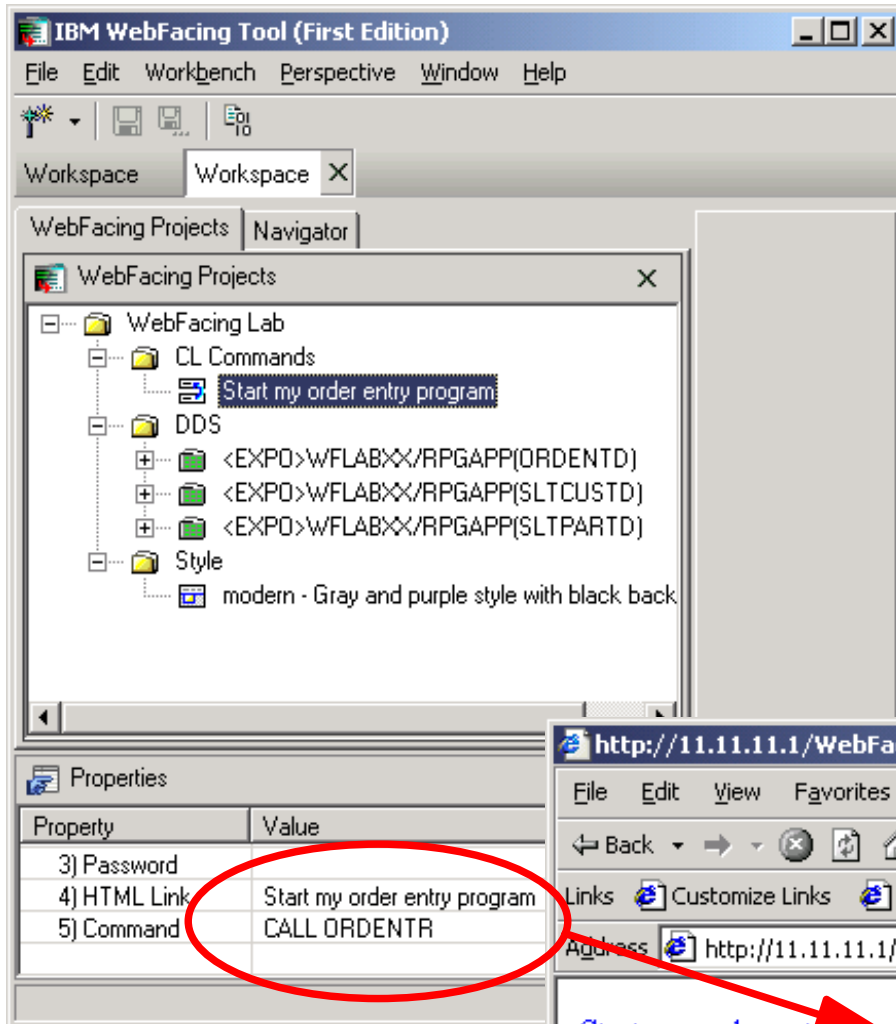 IBM WebFacing Tool (First Edition)
File Edit Workbench Perspective Window Help
Workspace Workspace
WebFacing Projects Navigator
WebFacing Projects
WebFacing Lab
CL Commands
Start my order entry program
DDS
<EXPO>WFLABXX/RPGAPP(ORDENTD)
<EXPO>WFLABXX/RPGAPP(SLTCUSTD)
<EXPO>WFLABXX/RPGAPP(SLTPARTD)
Style
modern - Gray and purple style with black back
Properties
Property Value
3) Password
4) HTML Link Start my order entry program
5) Command CALL ORDENTR
http://11.11.11.1/WebFa
File Edit View Favorites
Back
Links Customize Links
Address http://11.11.11.1/